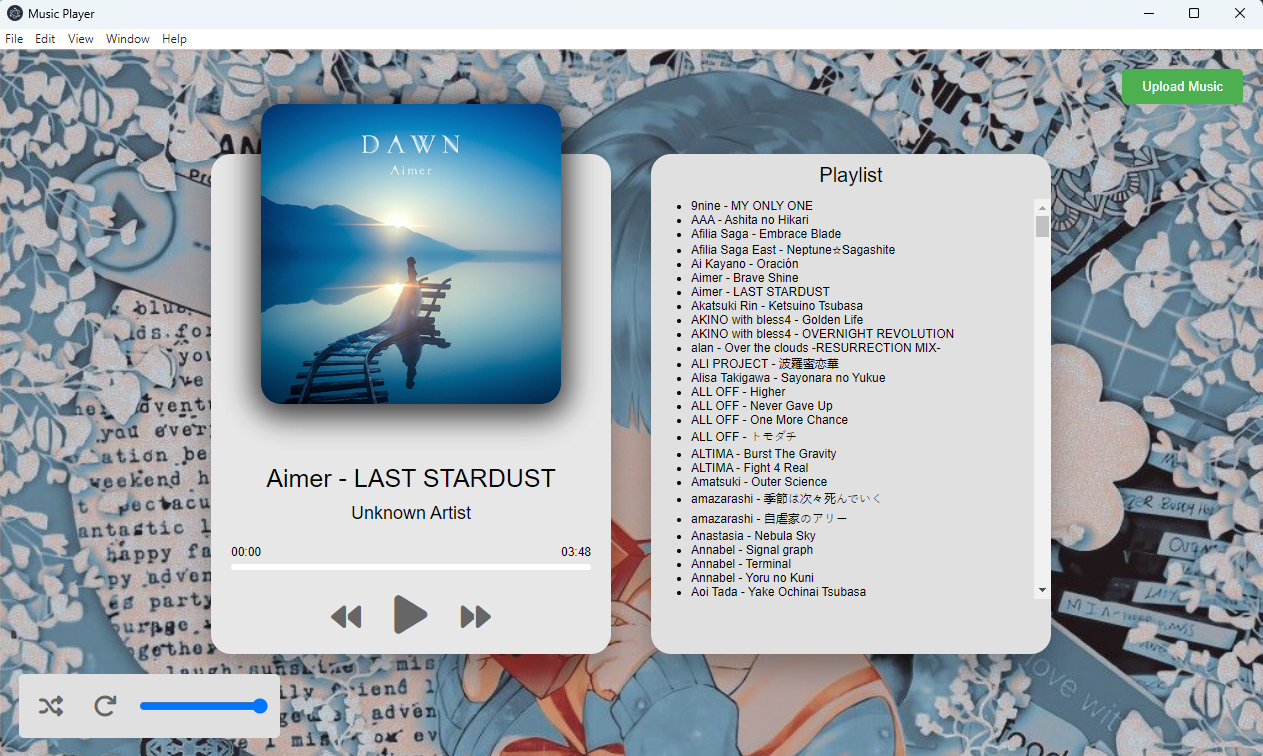 Music Player
File Edit View Window Help
Upload Music
DAWN
Aimer
Aimer - LAST STARDUST
Unknown Artist
00:00 03:48
Playlist
9nine - MY ONLY ONE
AAA - Ashita no Hikari
Afilia Saga - Embrace Blade
Afilia Saga East - Neptune☆Sagashite
Ai Kayano - Oración
Aimer - Brave Shine
Aimer - LAST STARDUST
Akatsuki Rin - Ketsuino Tsubasa
AKINO with bless4 - Golden Life
AKINO with bless4 - OVERNIGHT REVOLUTION
alan - Over the clouds -RESURRECTION MIX-
ALI PROJECT - 波羅蜜恋華
Alisa Takigawa - Sayonara no Yukue
ALL OFF - Higher
ALL OFF - Never Gave Up
ALL OFF - One More Chance
ALL OFF - トモダチ
ALTIMA - Burst The Gravity
ALTIMA - Fight 4 Real
Amatsuki - Outer Science
amazarashi - 季節は次々死んでいく
amazarashi - 自虐家のアリー
Anastasia - Nebula Sky
Annabel - Signal graph
Annabel - Terminal
Annabel - Yoru no Kuni
Aoi Tada - Yake Ochinai Tsubasa
love with